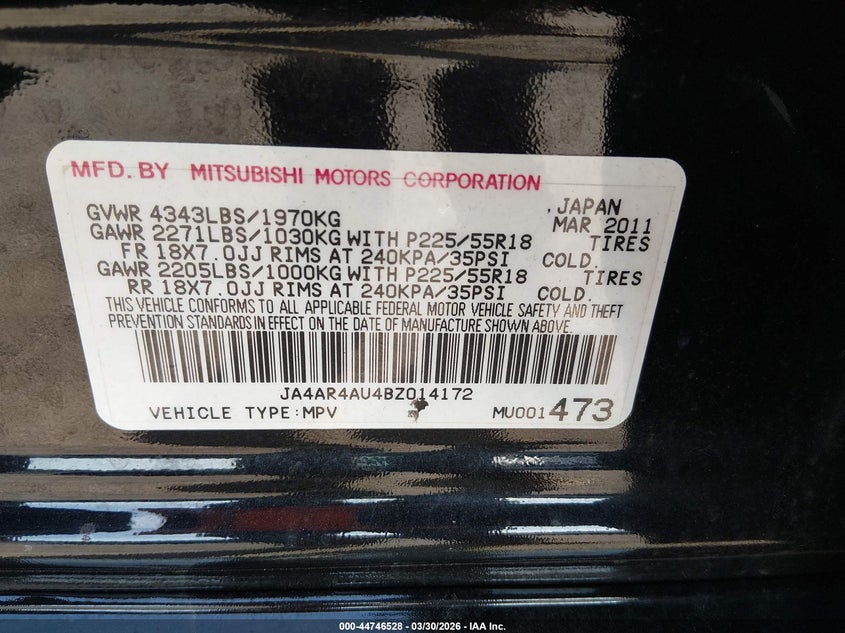 MFD. BY MITSUBISHI MOTORS CORPORATION
GVWR 4343LBS/1970KG , JAPAN
GAWR 2271LBS/1030KG WITH P225/55R18 MAR 2011 TIRES
FR 18X7.0JJ RIMS AT 240KPA/35PSI COLD.
GAWR 2205LBS/1000KG WITH P225/55R18 TIRES
RR 18X7.0JJ RIMS AT 240KPA/35PSI COLD.
THIS VEHICLE CONFORMS TO ALL APPLICABLE FEDERAL MOTOR VEHICLE SAFETY AND THEFT
PREVENTION STANDARDS IN EFFECT ON THE DATE OF MANUFACTURE SHOWN ABOVE.
JA4AR4AU4BZ014172
VEHICLE TYPE:MPV MU001473
000-44746528 - 03/30/2026 - IAA Inc.